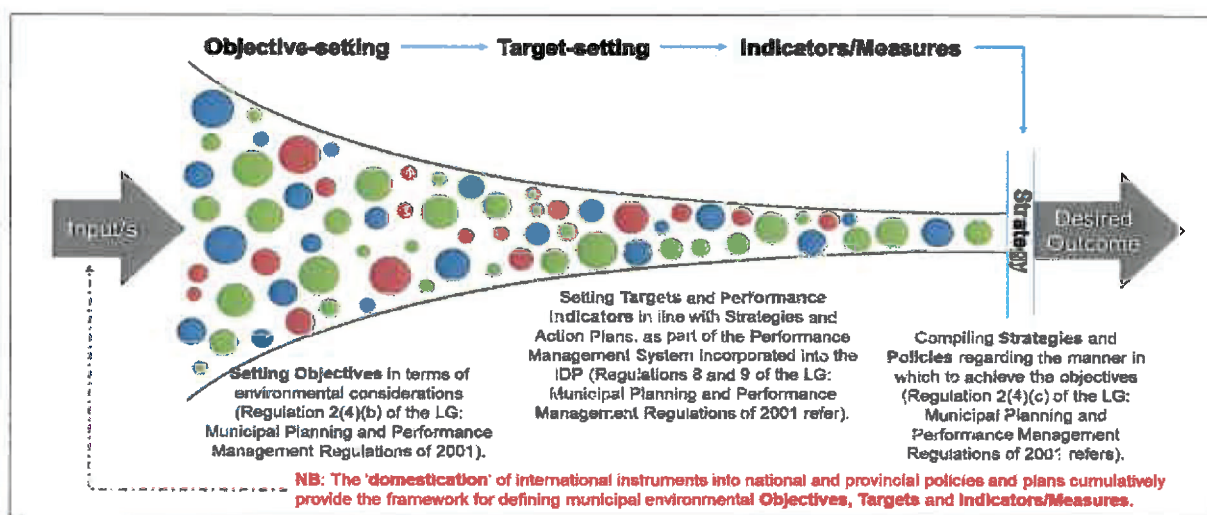 Objective-setting
Target-setting
Indicators/Measures
Input/s
Strategy
Desired
Outcome
Setting Objectives in terms of
environmental considerations
(Regulation 2(4)(b) of the LG:
Municipal Planning and Performance
Management Regulations of 2001).
Setting Targets and Performance
Indicators in line with Strategies and
Action Plans, as part of the Performance
Management System incorporated into the
IDP (Regulations 8 and 9 of the LG:
Municipal Planning and Performance
Management Regulations of 2001 refer).
Compiling Strategies and
Policies regarding the manner in
which to achieve the objectives
(Regulation 2(4)(c) of the LG:
Municipal Planning and
Performance Management
Regulations of 2001 refers).
NB: The 'domestication' of international instruments into national and provincial policies and plans cumulatively
provide the framework for defining municipal environmental Objectives, Targets and Indicators/Measures.